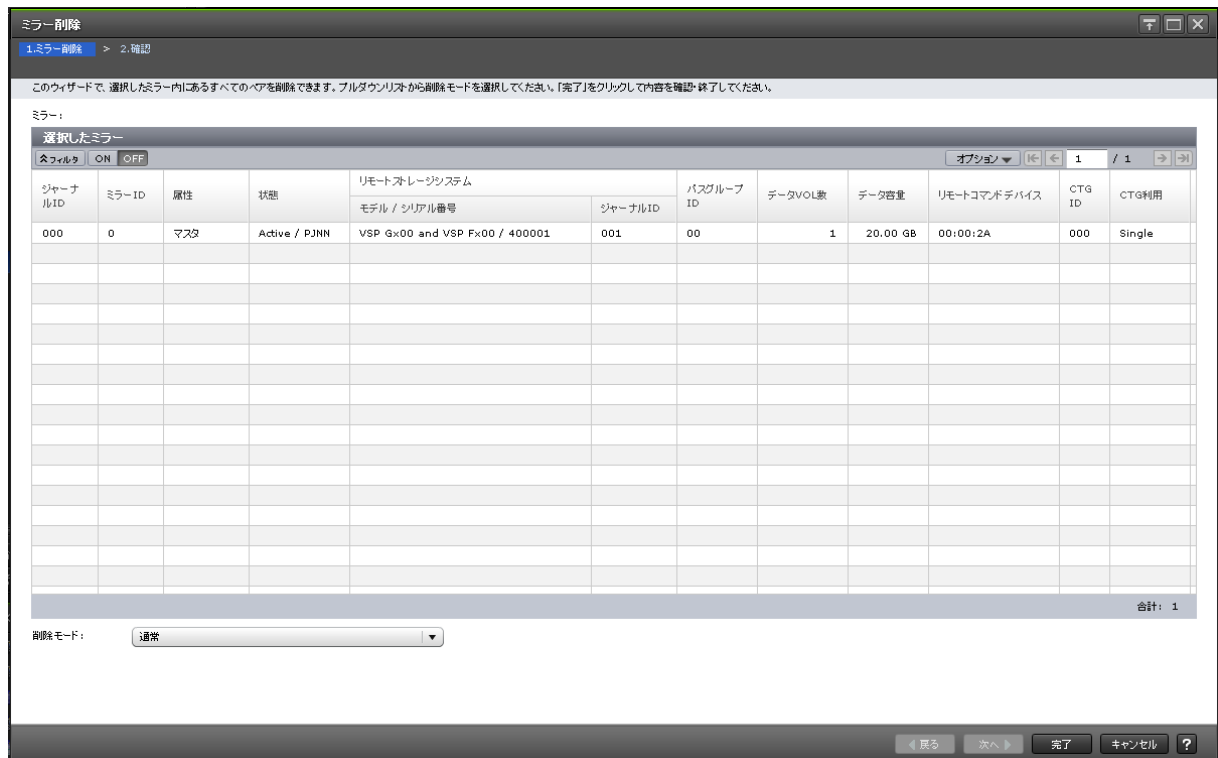 ミラー削除
1.ミラー削除 > 2.確認
このウィザードで、選択したミラー内にあるすべてのペアを削除できます。プルダウンリストから削除モードを選択してください。「完了」をクリックして内容を確認・終了してください。
ミラー:
選択したミラー
フィルタ ON OFF オプション 1 / 1
ジャーナルID ミラーID 属性 状態 リモートストレージシステム モデル / シリアル番号 ジャーナルID パスグループID データVOL数 データ容量 リモートコマンドデバイス CTG ID CTG利用
000 0 マスタ Active / PJNN VSP Gx00 and VSP Fx00 / 400001 001 00 1 20.00 GB 00:00:2A 000 Single
合計: 1
削除モード: 通常
戻る 次へ 完了 キャンセル ?